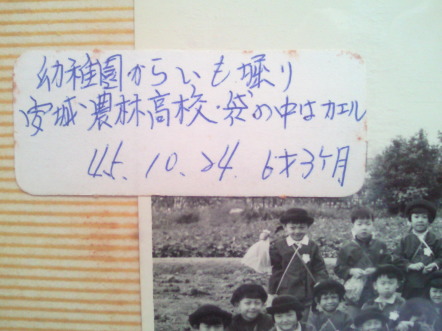 幼稚園からいも堀り
安城農林高校・袋の中はカエル
45.10.24. 6才3ケ月